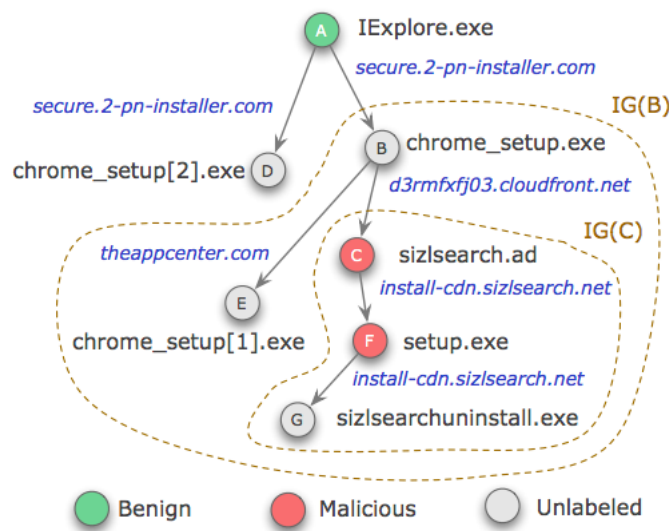 A
IExplore.exe
secure.2-pn-installer.com
secure.2-pn-installer.com
IG(B)
B
chrome_setup.exe
chrome_setup[2].exe
D
d3rmfxfj03.cloudfront.net
IG(C)
theappcenter.com
C
sizlsearch.ad
install-cdn.sizlsearch.net
E
chrome_setup[1].exe
F
setup.exe
install-cdn.sizlsearch.net
G
sizlsearchuninstall.exe
Benign
Malicious
Unlabeled